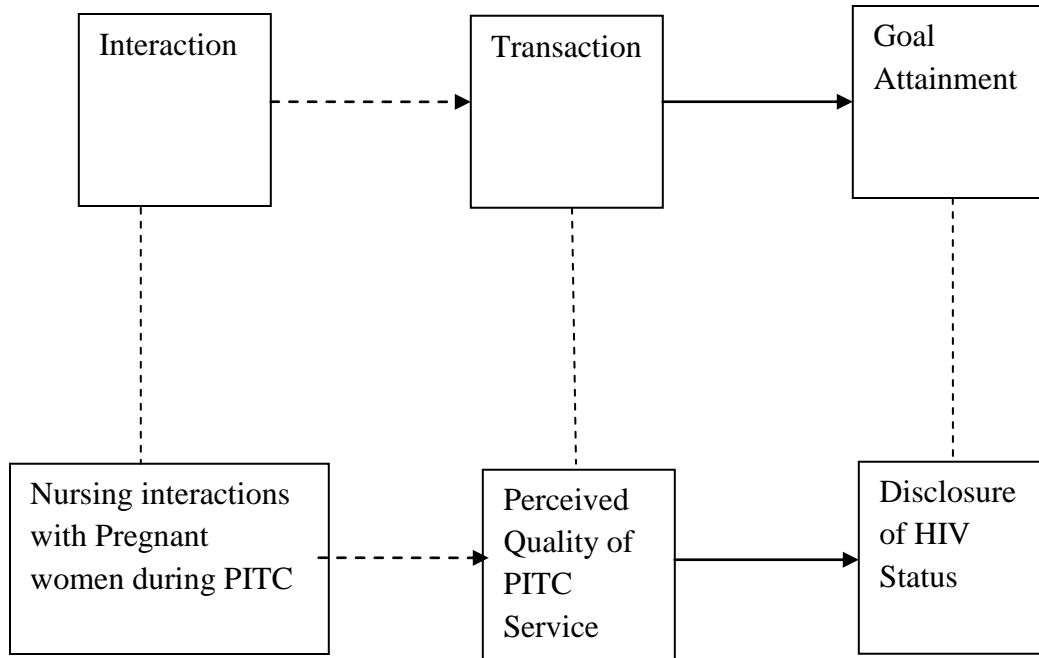 Interaction
Transaction
Goal
Attainment
Nursing interactions
with Pregnant
women during PITC
Perceived
Quality of
PITC
Service
Disclosure
of HIV
Status